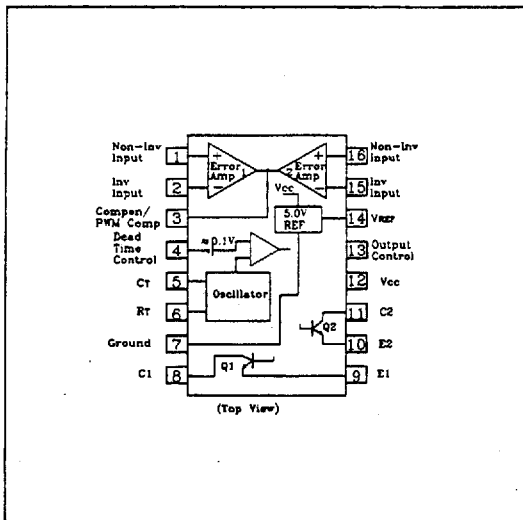 Non-Inv
Input
1
+
Error
Amp
1
−
Inv
Input
2
Compen/
PWM Comp
3
Dead
Time
Control
4
≈0.1V
CT
5
RT
6
Oscillator
Ground
7
C1
8
Q1
+
2
Error
Amp
−
16
Non-Inv
Input
15
Inv
Input
Vcc
5.0V
REF
14
VREF
13
Output
Control
12
Vcc
11
C2
Q2
10
E2
9
E1
(Top View)